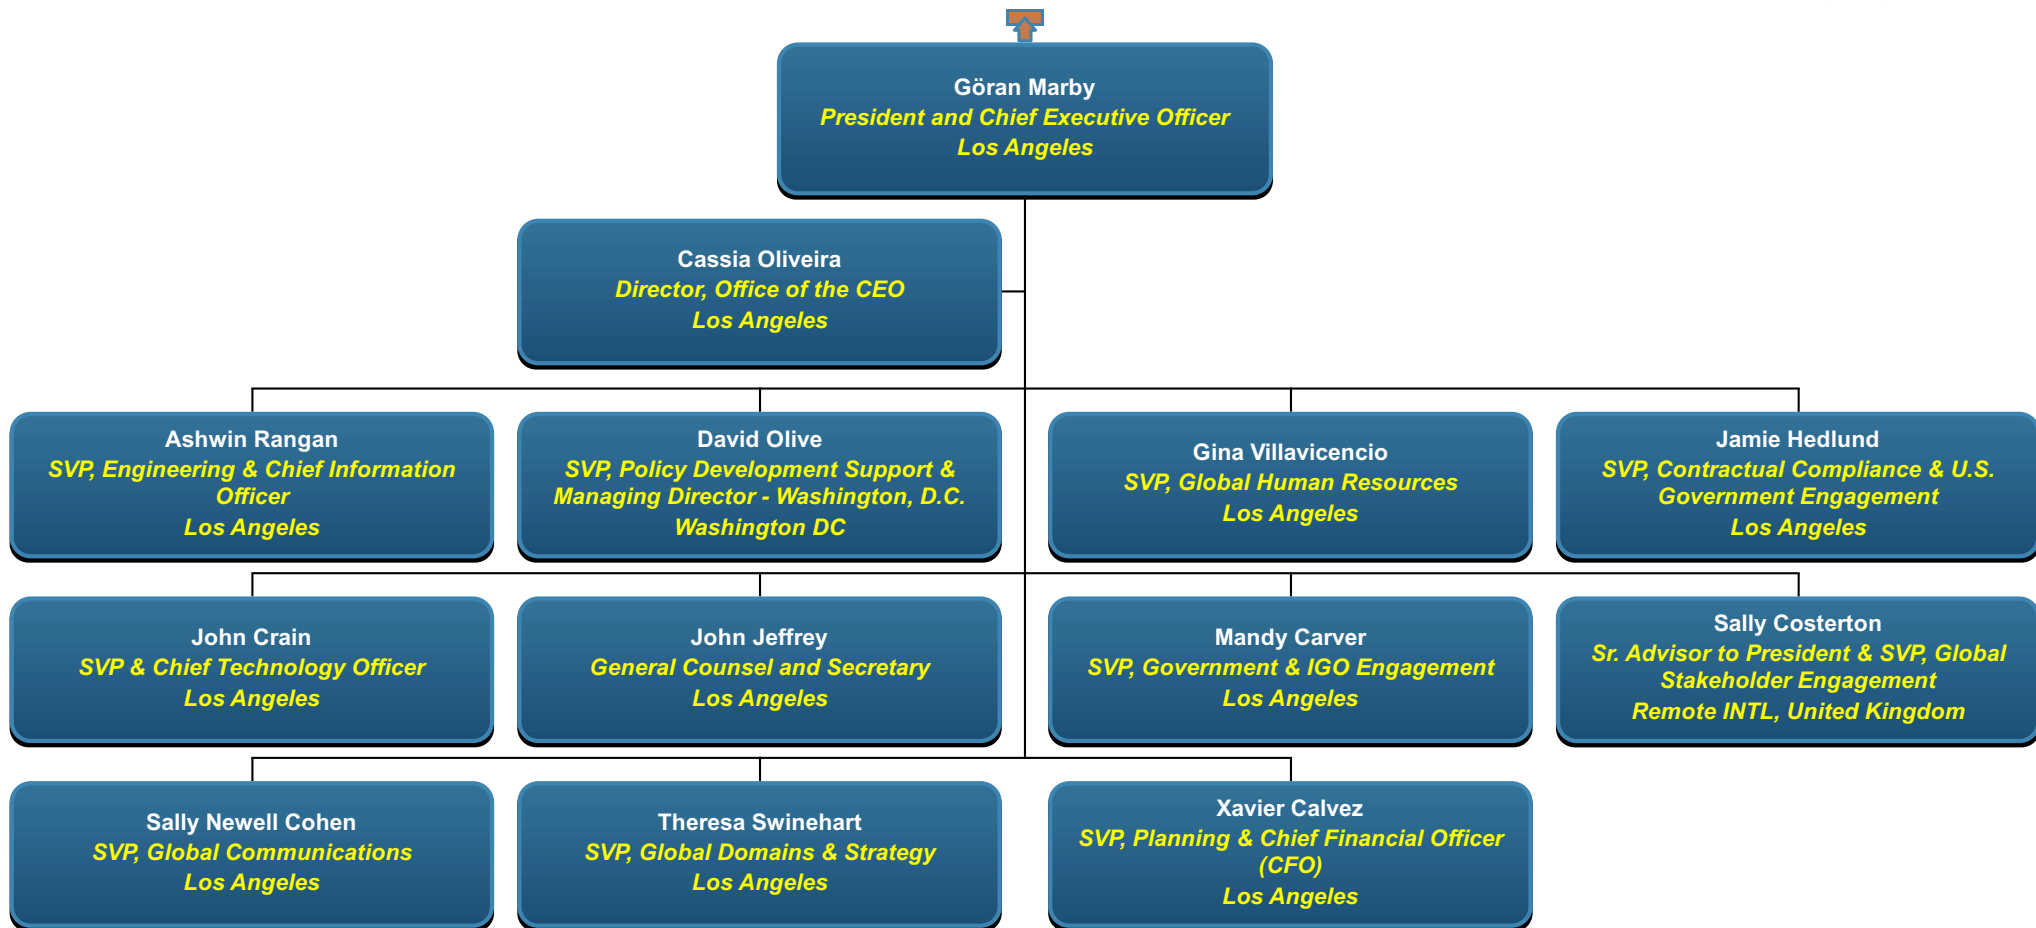 Göran Marby
President and Chief Executive Officer
Los Angeles
Cassia Oliveira
Director, Office of the CEO
Los Angeles
Ashwin Rangan
SVP, Engineering & Chief Information
Officer
Los Angeles
David Olive
SVP, Policy Development Support &
Managing Director - Washington, D.C.
Washington DC
Gina Villavicencio
SVP, Global Human Resources
Los Angeles
Jamie Hedlund
SVP, Contractual Compliance & U.S.
Government Engagement
Los Angeles
John Crain
SVP & Chief Technology Officer
Los Angeles
John Jeffrey
General Counsel and Secretary
Los Angeles
Mandy Carver
SVP, Government & IGO Engagement
Los Angeles
Sally Costerton
Sr. Advisor to President & SVP, Global
Stakeholder Engagement
Remote INTL, United Kingdom
Sally Newell Cohen
SVP, Global Communications
Los Angeles
Theresa Swinehart
SVP, Global Domains & Strategy
Los Angeles
Xavier Calvez
SVP, Planning & Chief Financial Officer
(CFO)
Los Angeles